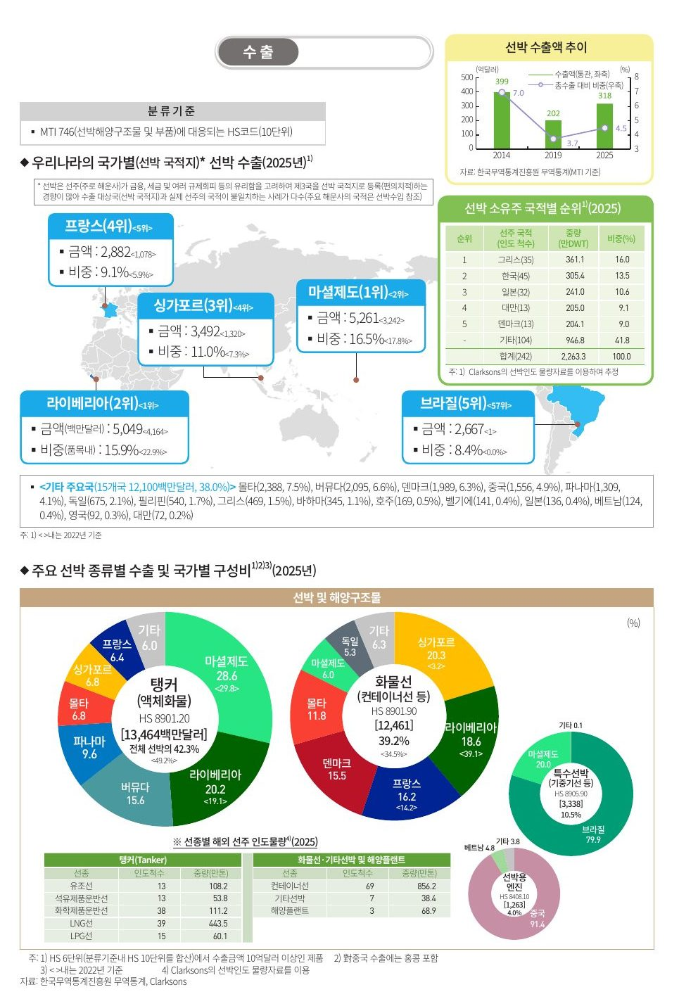 수 출
분 류 기 준
▪ MTI 746(선박해양구조물 및 부품)에 대응되는 HS코드(10단위)
선박 수출액 추이
(억달러)
(%)
수출액(통관, 좌축)
총수출 대비 비중(우축)
500
400
300
200
100
0
8
7
6
5
4
3
399
202
318
7.0
3.7
4.5
2014
2019
2025
자료: 한국무역통계진흥원 무역통계(MTI 기준)
◆ 우리나라의 국가별(선박 국적지)* 선박 수출(2025년)1)
* 선박은 선주(주로 해운사)가 금융, 세금 및 여러 규제회피 등의 유리함을 고려하여 제3국을 선박 국적지로 등록(편의치적)하는
경향이 많아 수출 대상국(선박 국적지)과 실제 선주의 국적이 불일치하는 사례가 다수(주요 해운사의 국적은 선박수입 참조)
선박 소유주 국적별 순위1)(2025)
순위 선주 국적 (인도 척수) 중량 (만DWT) 비중(%)
1 그리스(35) 361.1 16.0
2 한국(45) 305.4 13.5
3 일본(32) 241.0 10.6
4 대만(13) 205.0 9.1
5 덴마크(13) 204.1 9.0
- 기타(104) 946.8 41.8
합계(242) 2,263.3 100.0
주: 1) Clarksons의 선박인도 물량자료를 이용하여 추정
프랑스(4위)<5위>
▪ 금액 : 2,882<1,078>
▪ 비중 : 9.1%<5.9%>
싱가포르(3위)<4위>
▪ 금액 : 3,492<1,320>
▪ 비중 : 11.0%<7.3%>
마셜제도(1위)<2위>
▪ 금액 : 5,261<3,242>
▪ 비중 : 16.5%<17.8%>
라이베리아(2위)<1위>
▪ 금액(백만달러) : 5,049<4,164>
▪ 비중(품목내) : 15.9%<22.9%>
브라질(5위)<57위>
▪ 금액 : 2,667<1>
▪ 비중 : 8.4%<0.0%>
▪ <기타 주요국(15개국 12,100백만달러, 38.0%)> 몰타(2,388, 7.5%), 버뮤다(2,095, 6.6%), 덴마크(1,989, 6.3%), 중국(1,556, 4.9%), 파나마(1,309,
4.1%), 독일(675, 2.1%), 필리핀(540, 1.7%), 그리스(469, 1.5%), 바하마(345, 1.1%), 호주(169, 0.5%), 벨기에(141, 0.4%), 일본(136, 0.4%), 베트남(124,
0.4%), 영국(92, 0.3%), 대만(72, 0.2%)
주: 1) < >내는 2022년 기준
◆ 주요 선박 종류별 수출 및 국가별 구성비1)2)3)(2025년)
선박 및 해양구조물
(%)
탱커
(액체화물)
HS 8901.20
[13,464백만달러]
전체 선박의 42.3%
<49.2%>
마셜제도
28.6
<29.8>
라이베리아
20.2
<19.1>
버뮤다
15.6
파나마
9.6
몰타
6.8
싱가포르
6.8
프랑스
6.4
기타
6.0
화물선
(컨테이너선 등)
HS 8901.90
[12,461]
39.2%
<34.5%>
싱가포르
20.3
<3.2>
라이베리아
18.6
<39.1>
프랑스
16.2
<14.2>
덴마크
15.5
몰타
11.8
마셜제도
6.0
독일
5.3
기타
6.3
특수선박
(기중기선 등)
HS 8905.90
[3,338]
10.5%
기타 0.1
마셜제도
20.0
브라질
79.9
선박용
엔진
HS 8408.10
[1,263]
4.0%
베트남 4.8
기타 3.8
중국
91.4
※ 선종별 해외 선주 인도물량4)(2025)
탱커(Tanker)
선종 인도척수 중량(만톤)
유조선 13 108.2
석유제품운반선 13 53.8
화학제품운반선 38 111.2
LNG선 39 443.5
LPG선 15 60.1
화물선·기타선박 및 해양플랜트
선종 인도척수 중량(만톤)
컨테이너선 69 856.2
기타선박 7 38.4
해양플랜트 3 68.9
주: 1) HS 6단위(분류기준내 HS 10단위를 합산)에서 수출금액 10억달러 이상인 제품 2) 對중국 수출에는 홍콩 포함
3) < >내는 2022년 기준 4) Clarksons의 선박인도 물량자료를 이용
자료: 한국무역통계진흥원 무역통계, Clarksons